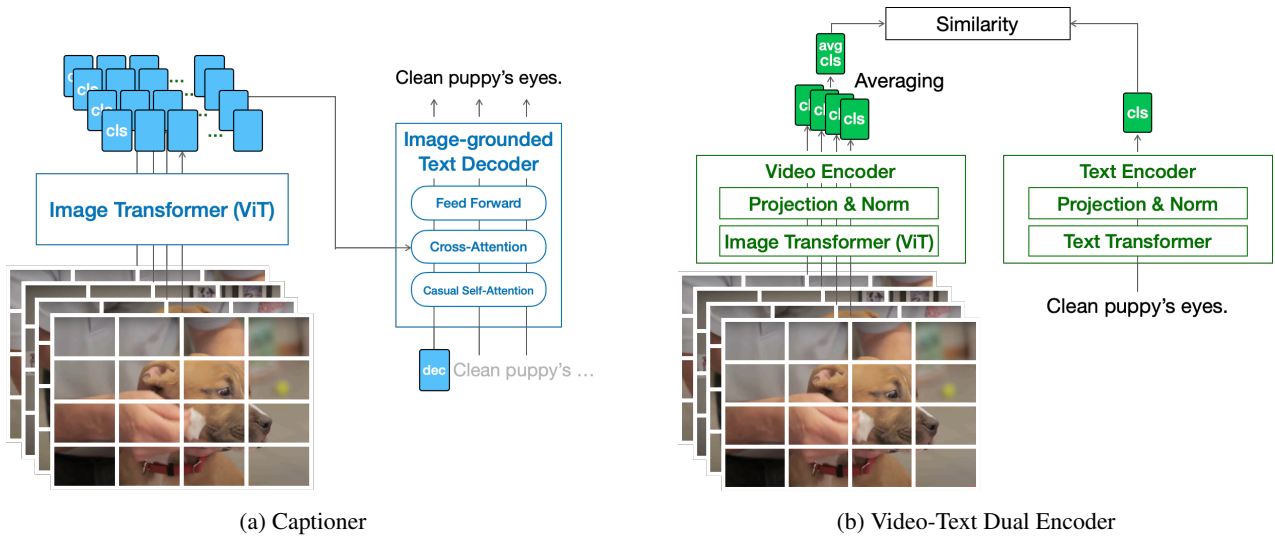 cls
cls
cls
cls
...
...
...
...
Image Transformer (ViT)
Clean puppy's eyes.
Image-grounded
Text Decoder
Feed Forward
Cross-Attention
Casual Self-Attention
dec
Clean puppy's ...
(a) Captioner
Similarity
avg
cls
Averaging
cls
cls
cls
cls
cls
Video Encoder
Projection & Norm
Image Transformer (ViT)
Text Encoder
Projection & Norm
Text Transformer
Clean puppy's eyes.
(b) Video-Text Dual Encoder